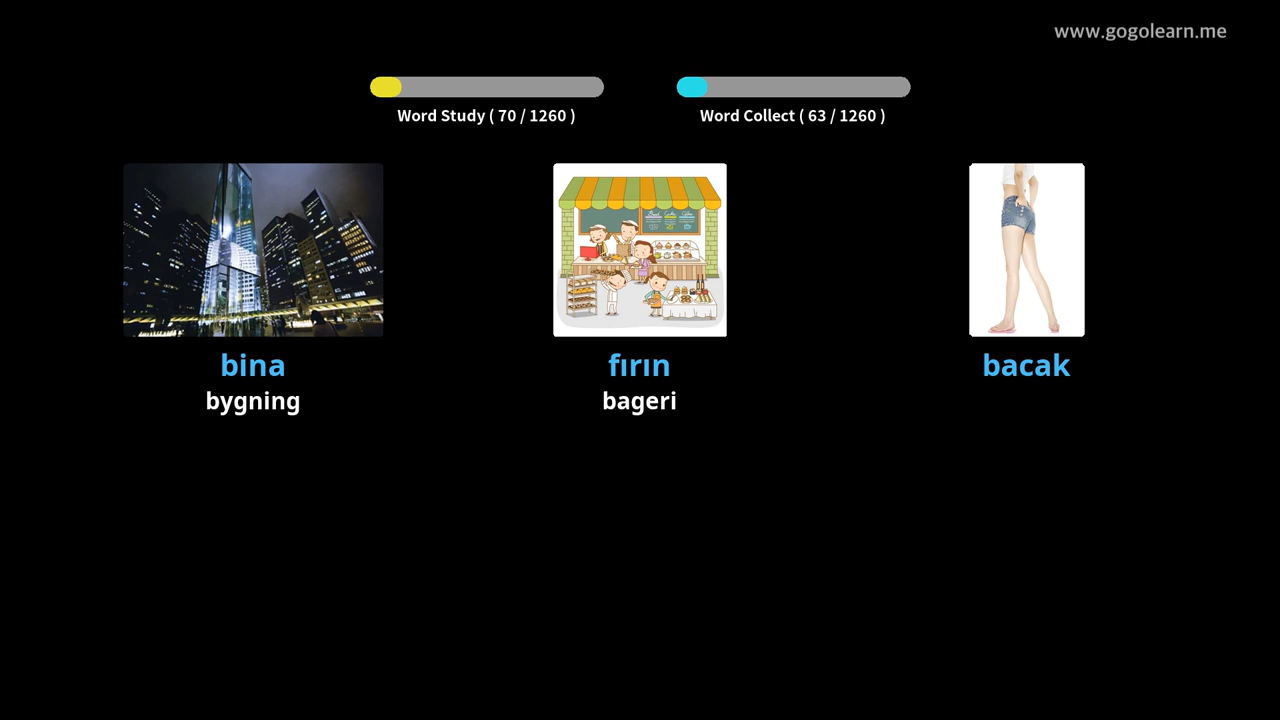 www.gogolearn.me
Word Study ( 70 / 1260 )
Word Collect ( 63 / 1260 )
bina
bygning
fırın
bageri
bacak